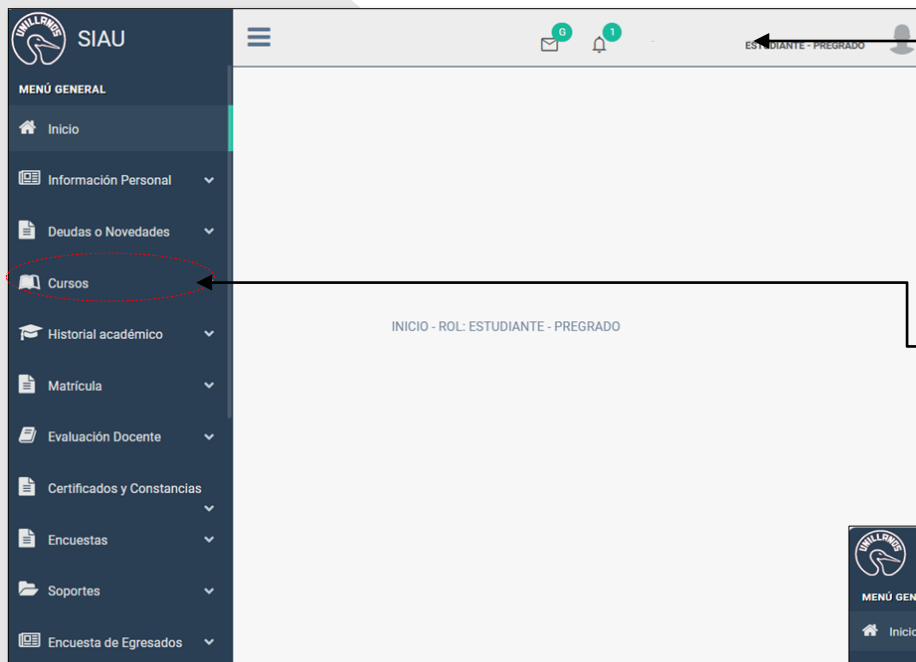 UNILLANOS
SIAU
G
1
ESTUDIANTE - PREGRADO
MENÚ GENERAL
Inicio
Información Personal
Deudas o Novedades
Cursos
Historial académico
INICIO - ROL: ESTUDIANTE - PREGRADO
Matrícula
Evaluación Docente
Certificados y Constancias
Encuestas
Soportes
Encuesta de Egresados
UNILLANOS
MENÚ GEN
Inicio